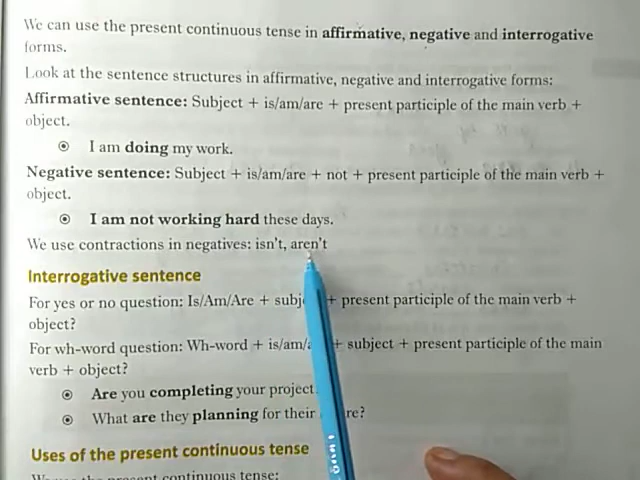 We can use the present continuous tense in affirmative, negative and interrogative
forms.
Look at the sentence structures in affirmative, negative and interrogative forms:
Affirmative sentence: Subject + is/am/are + present participle of the main verb +
object.
I am doing my work.
Negative sentence: Subject + is/am/are + not + present participle of the main verb +
object.
I am not working hard these days.
We use contractions in negatives: isn't, aren't
Interrogative sentence
For yes or no question: Is/Am/Are + + present participle of the main verb +
object?
For wh-word question: Wh-word + is/am/ + subject + present participle of the main
verb + object?
Are you completing your project
What are they planning for their
Uses of the present continuous tense
the present continuous tense: